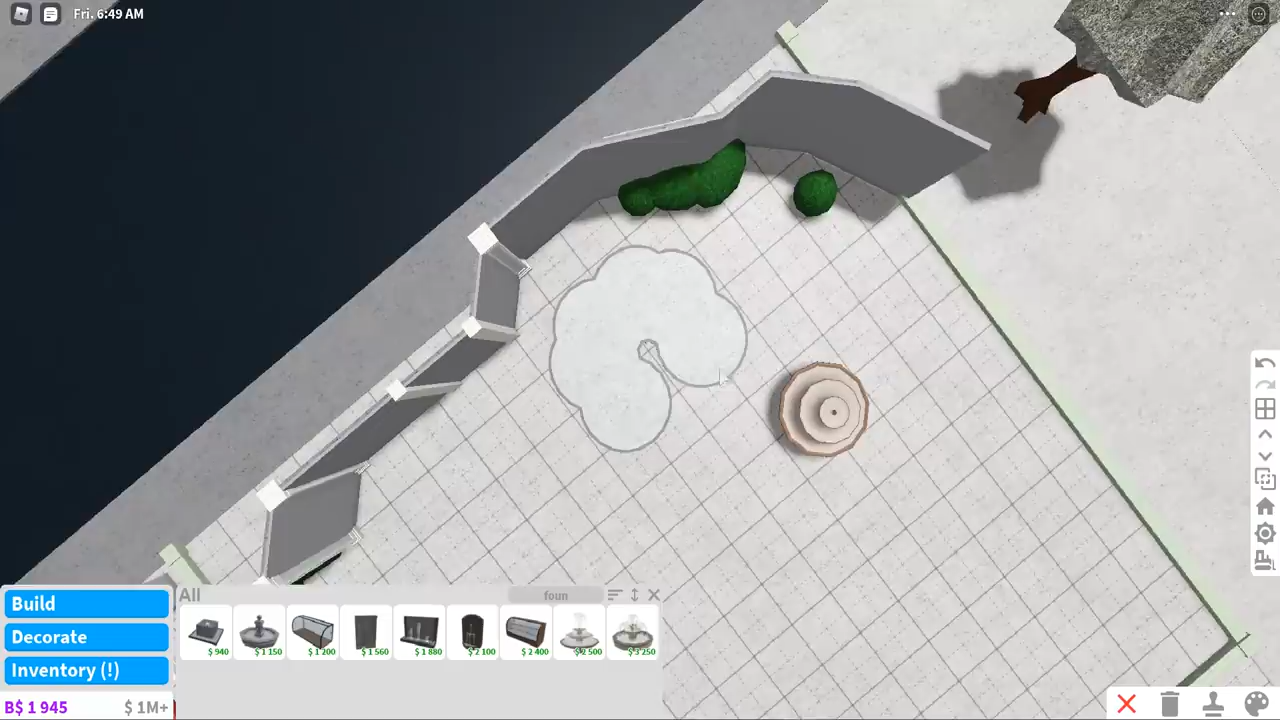 Fri. 6:49 AM
All
foun
Build
Decorate
Inventory (!)
$ 940
$ 1 150
$ 1 200
$ 1 560
$ 1 880
$ 2 100
$ 2 400
$ 2 500
$ 3 250
B$ 1 945
$ 1M+